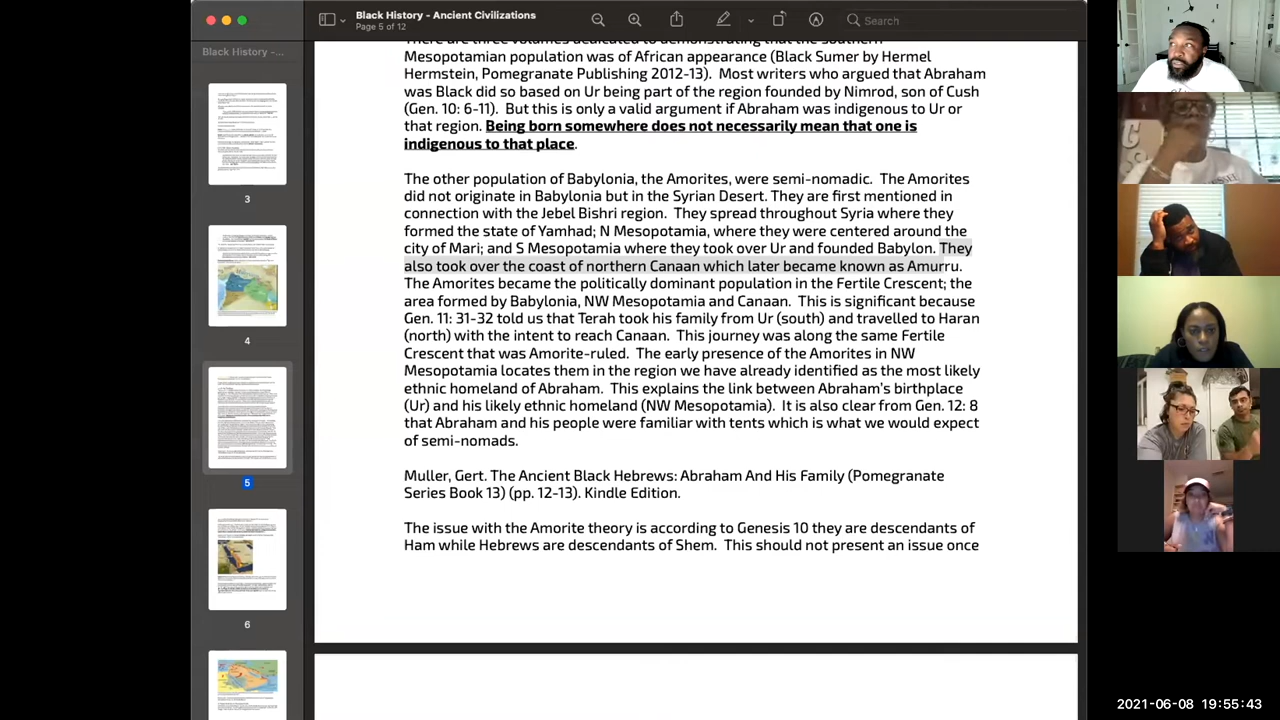 Black History - Ancient Civilizations
Page 5 of 12
Search
Black History -...
3
4
5
6
There are three volumes dedicated to demonstrating that the southern
Mesopotamian population was of African appearance (Black Sumer by Hermel
Hermstein, Pomegranate Publishing 2012-13). Most writers who argued that Abraham
was Black did so based on Ur being part of the region founded by Nimrod, son of Cush
(Gen. 10: 6-11). But this is only a valid argument if Abraham was indigenous to Ur or
that region. Being born somewhere does not necessarily mean that one is
indigenous to that place.
The other population of Babylonia, the Amorites, were semi-nomadic. The Amorites
did not originate in Babylonia but in the Syrian Desert. They are first mentioned in
connection with the Jebel Bishri region. They spread throughout Syria where they
formed the state of Yamhad; N Mesopotamia, where they were centered around the
city of Mari; and S Mesopotamia where they took over Ur and founded Babylon. They
also took over the coast of northern Canaan which later became known as Amurru.
The Amorites became the politically dominant population in the Fertile Crescent; the
area formed by Babylonia, NW Mesopotamia and Canaan. This is significant because
Gen. 11: 31-32 told us that Terah took his family from Ur (south) and travelled to Haran
(north) with the intent to reach Canaan. This journey was along the same Fertile
Crescent that was Amorite-ruled. The early presence of the Amorites in NW
Mesopotamia locates them in the region we have already identified as the most likely
ethnic homeland of Abraham. This explains the link between Abraham's birthplace
(Ur) and his likely ethnic homeland (NW Mesopotamia). It is also clear from Gen. 12: 8
that Abraham and his people were familiar with tents which is what we would expect
of semi-nomads.
Muller, Gert. The Ancient Black Hebrews: Abraham And His Family (Pomegranate
Series Book 13) (pp. 12-13). Kindle Edition.
The issue with the Amorite theory is according to Genesis 10 they are descendants of
Ham while Hebrews are descendants of Shem. This should not present an issue once
2021-06-08 19:55:43